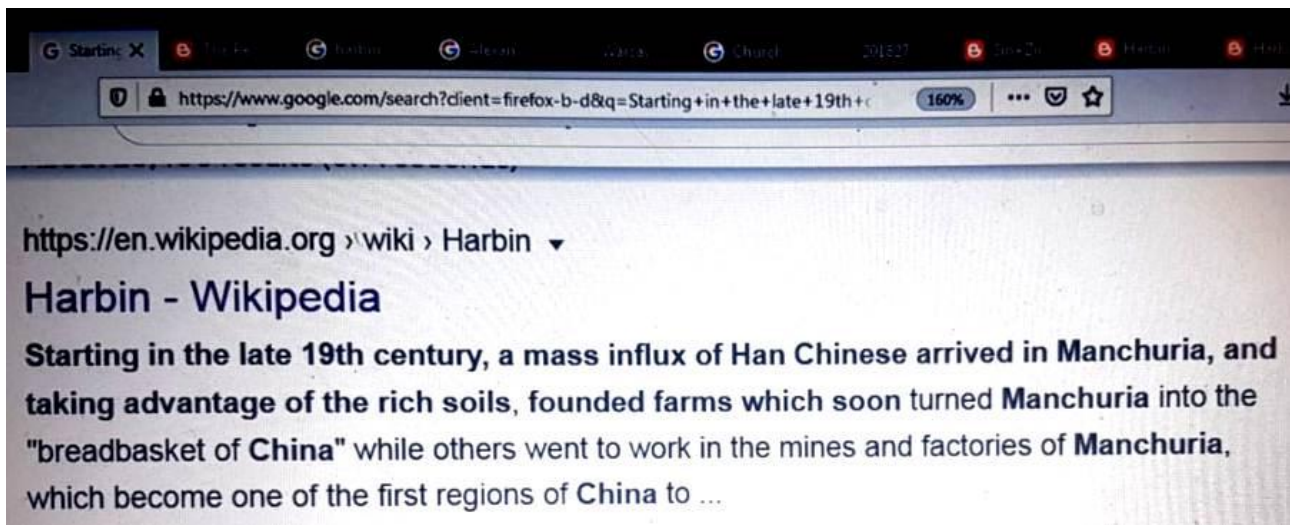 Starting
Church
https://www.google.com/search?client=firefox-b-d&q=Starting+in+the+late+19th+c 160%
https://en.wikipedia.org › wiki › Harbin
Harbin - Wikipedia
Starting in the late 19th century, a mass influx of Han Chinese arrived in Manchuria, and
taking advantage of the rich soils, founded farms which soon turned Manchuria into the
"breadbasket of China" while others went to work in the mines and factories of Manchuria,
which become one of the first regions of China to ...